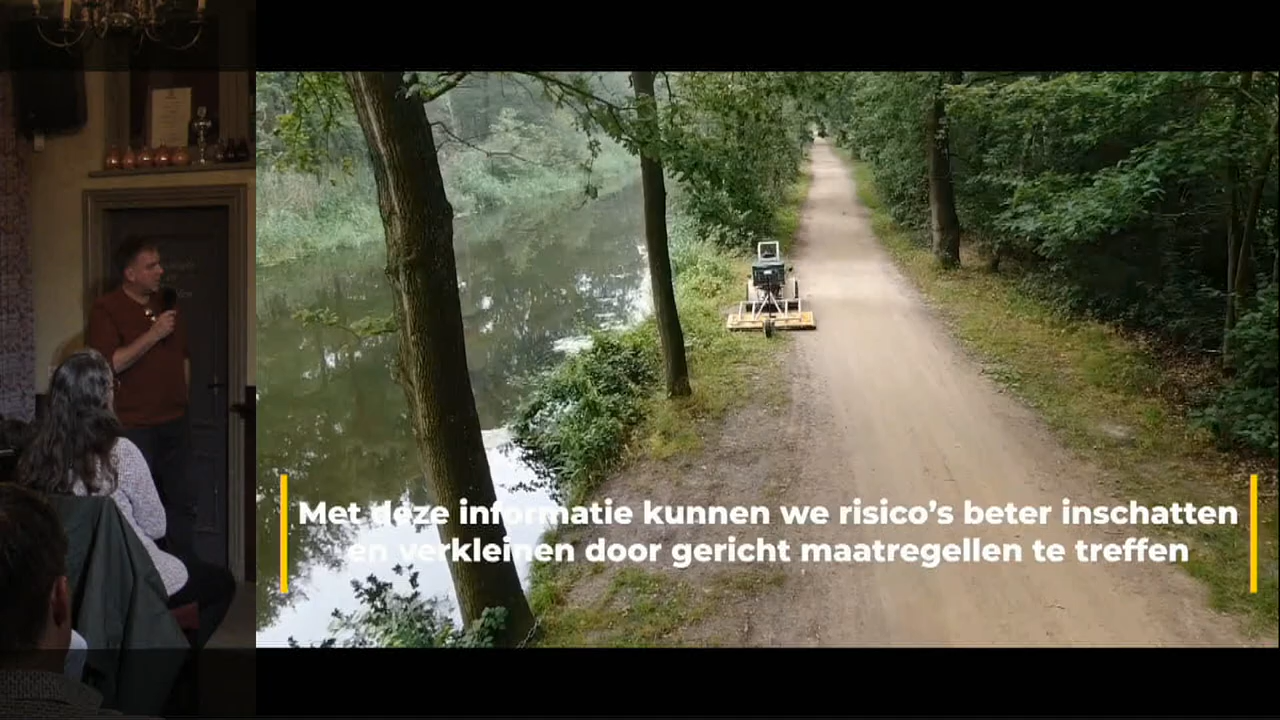 Met deze informatie kunnen we risico's beter inschatten
en verkleinen door gericht maatregellen te treffen